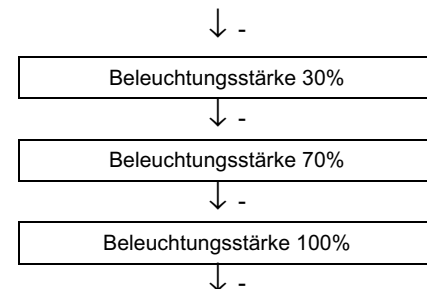 ↓ -
Beleuchtungsstärke 30%
↓ -
Beleuchtungsstärke 70%
↓ -
Beleuchtungsstärke 100%
↓ -